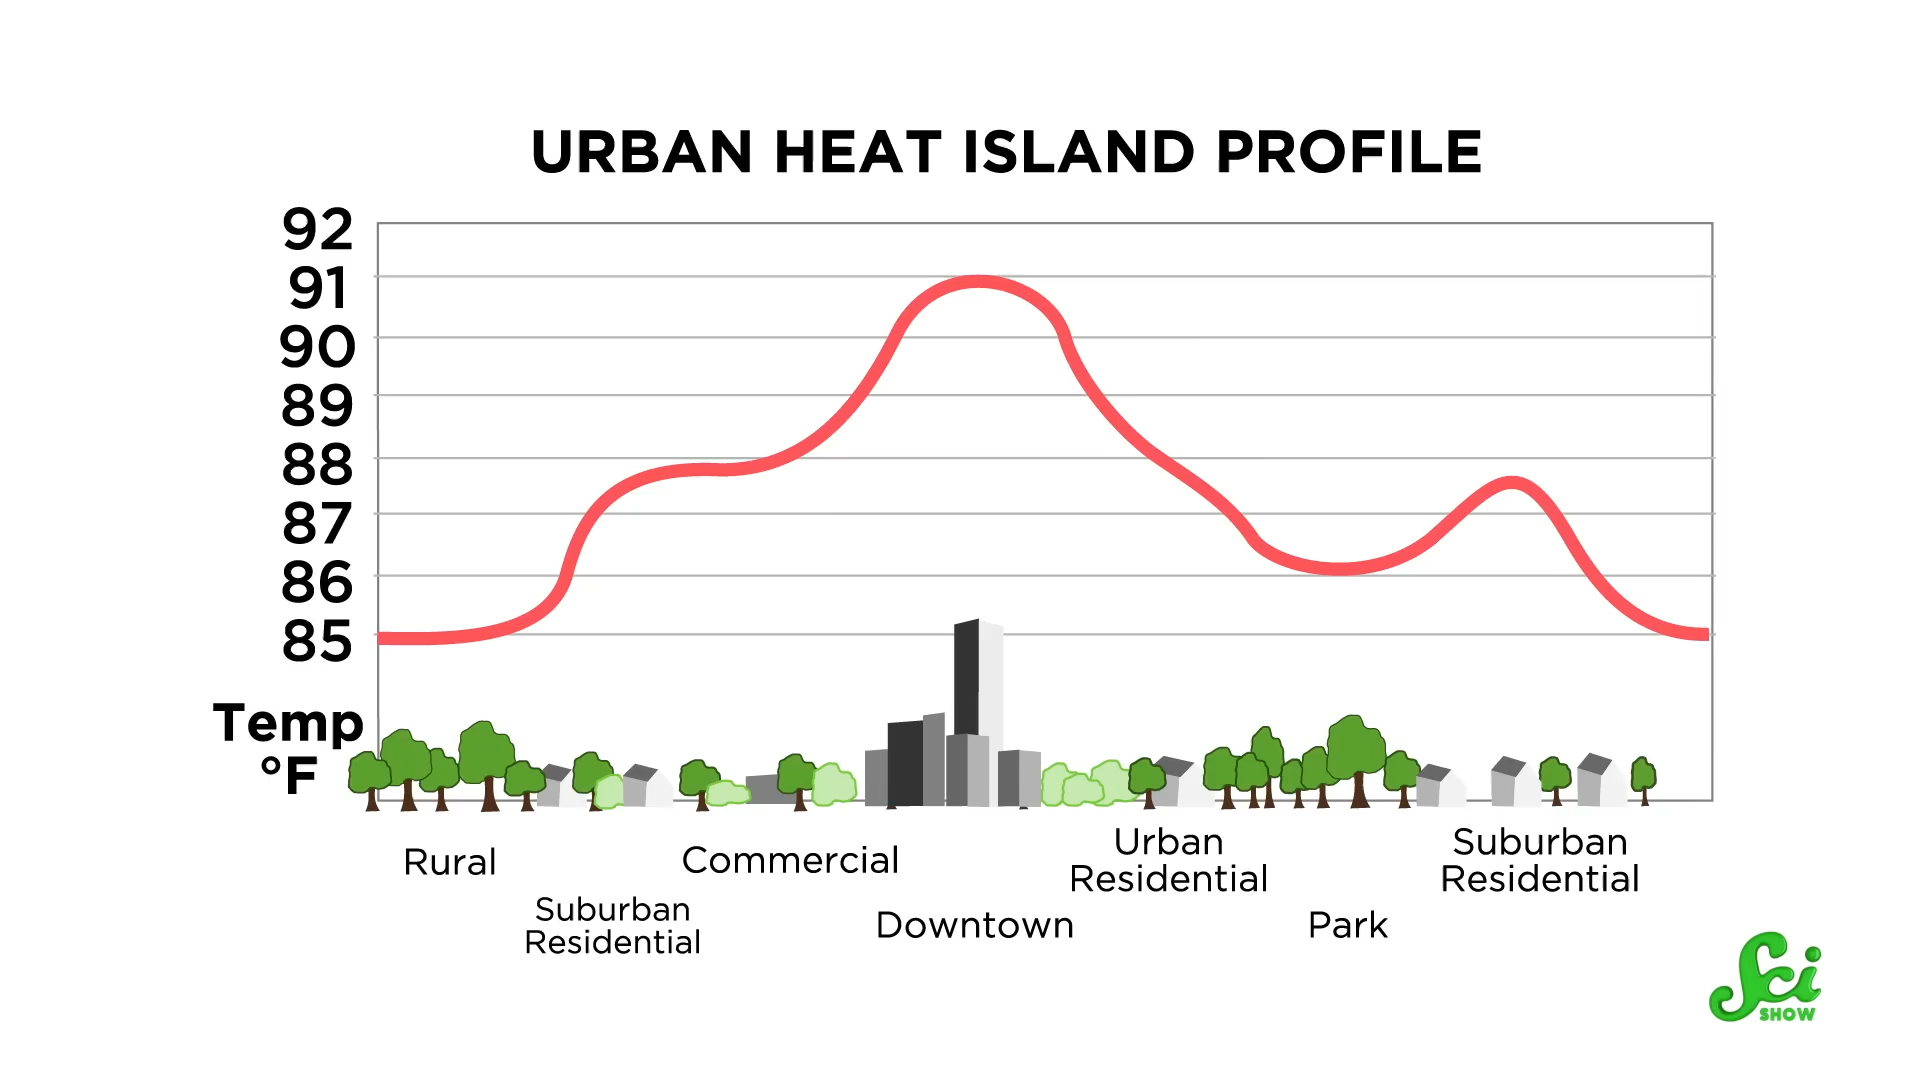 URBAN HEAT ISLAND PROFILE
92
91
90
89
88
87
86
85
Temp
°F
Rural
Suburban
Residential
Commercial
Downtown
Urban
Residential
Park
Suburban
Residential
Sci
SHOW